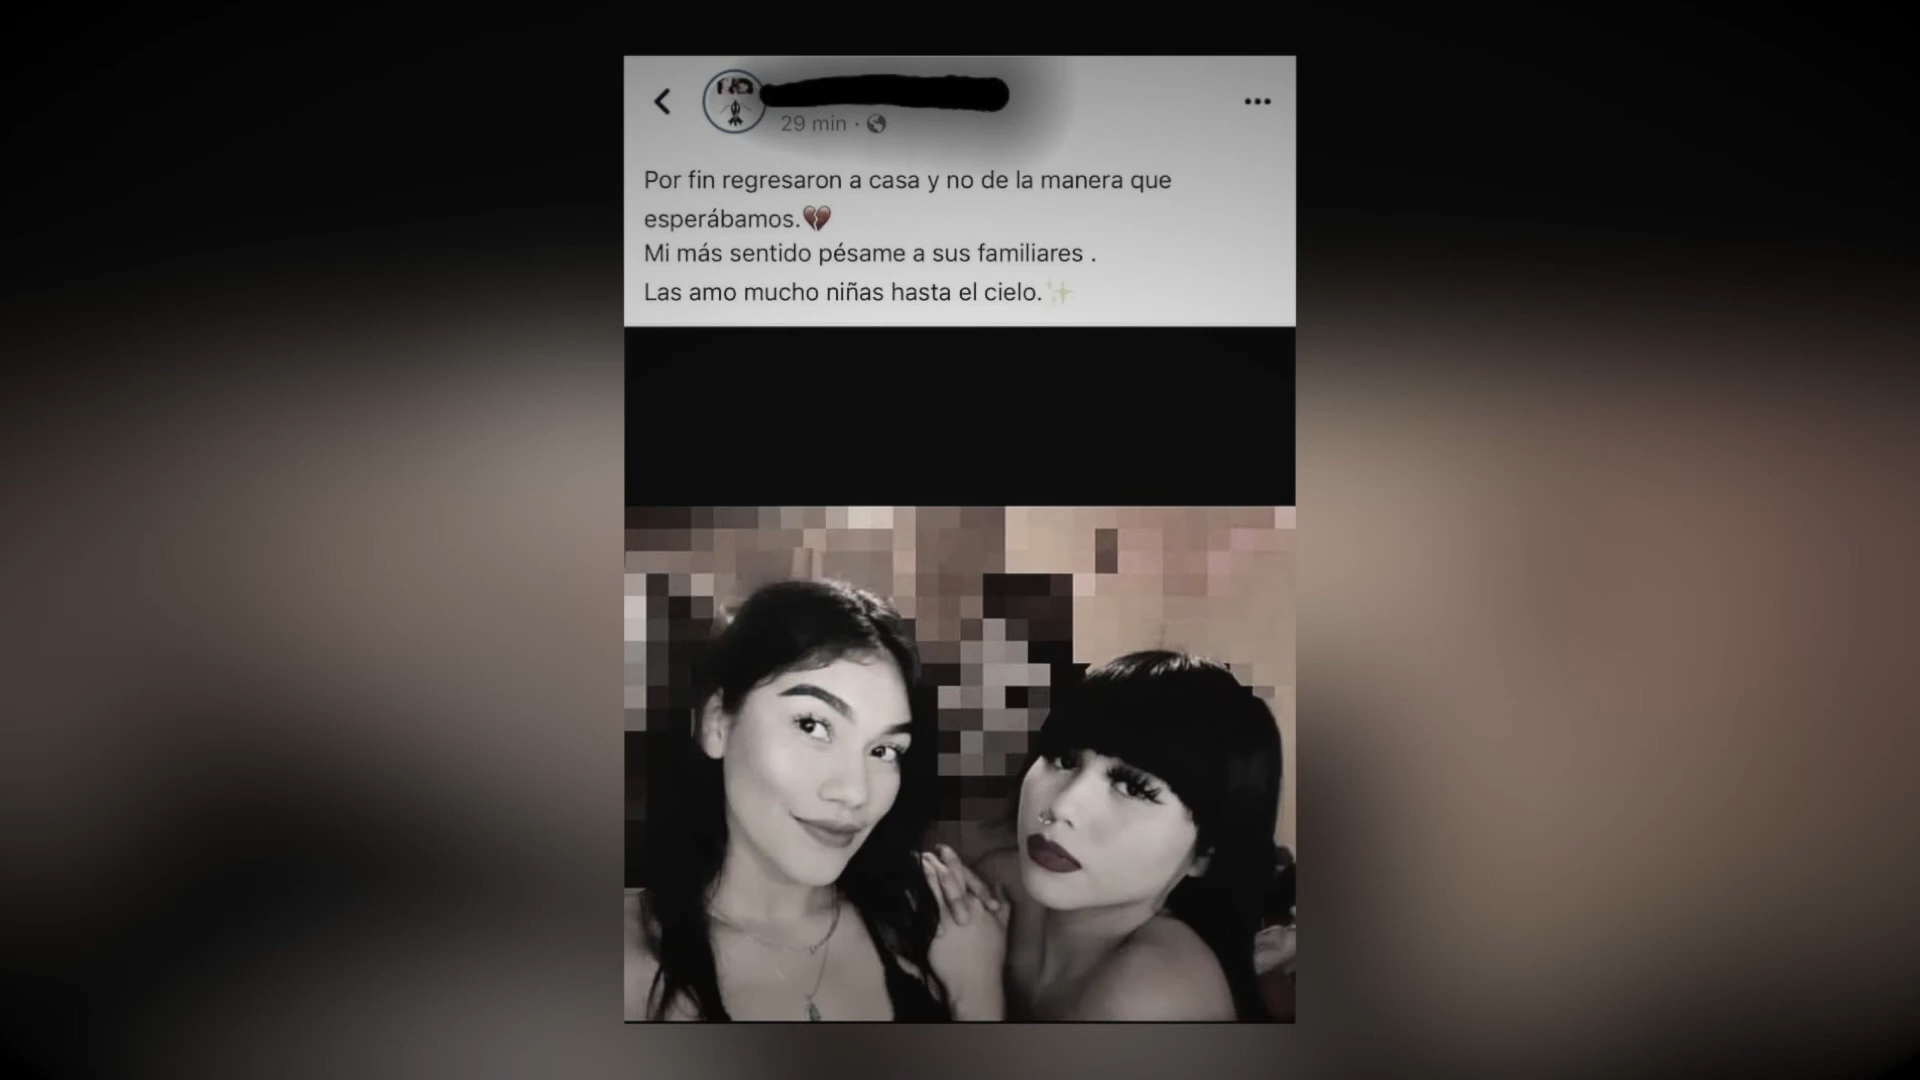 29 min ·
Por fin regresaron a casa y no de la manera que
esperábamos.💔
Mi más sentido pésame a sus familiares .
Las amo mucho niñas hasta el cielo.✨